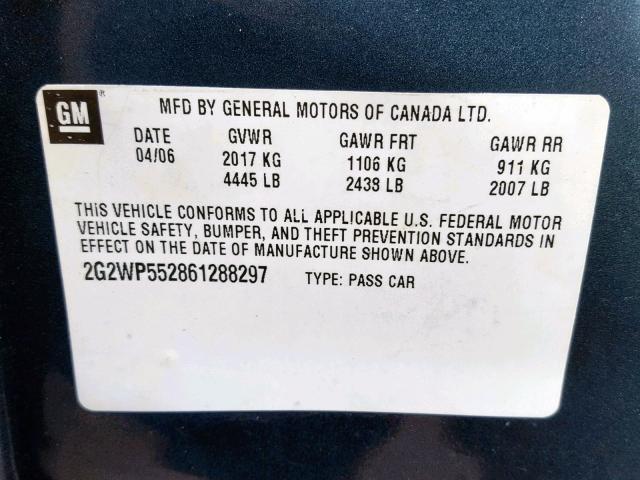 GM®
MFD BY GENERAL MOTORS OF CANADA LTD.
DATE GVWR GAWR FRT GAWR RR
04/06 2017 KG 1106 KG 911 KG
4445 LB 2439 LB 2007 LB
THIS VEHICLE CONFORMS TO ALL APPLICABLE U.S. FEDERAL MOTOR
VEHICLE SAFETY, BUMPER, AND THEFT PREVENTION STANDARDS IN
EFFECT ON THE DATE OF MANUFACTURE SHOWN ABOVE.
2G2WP552861288297 TYPE: PASS CAR